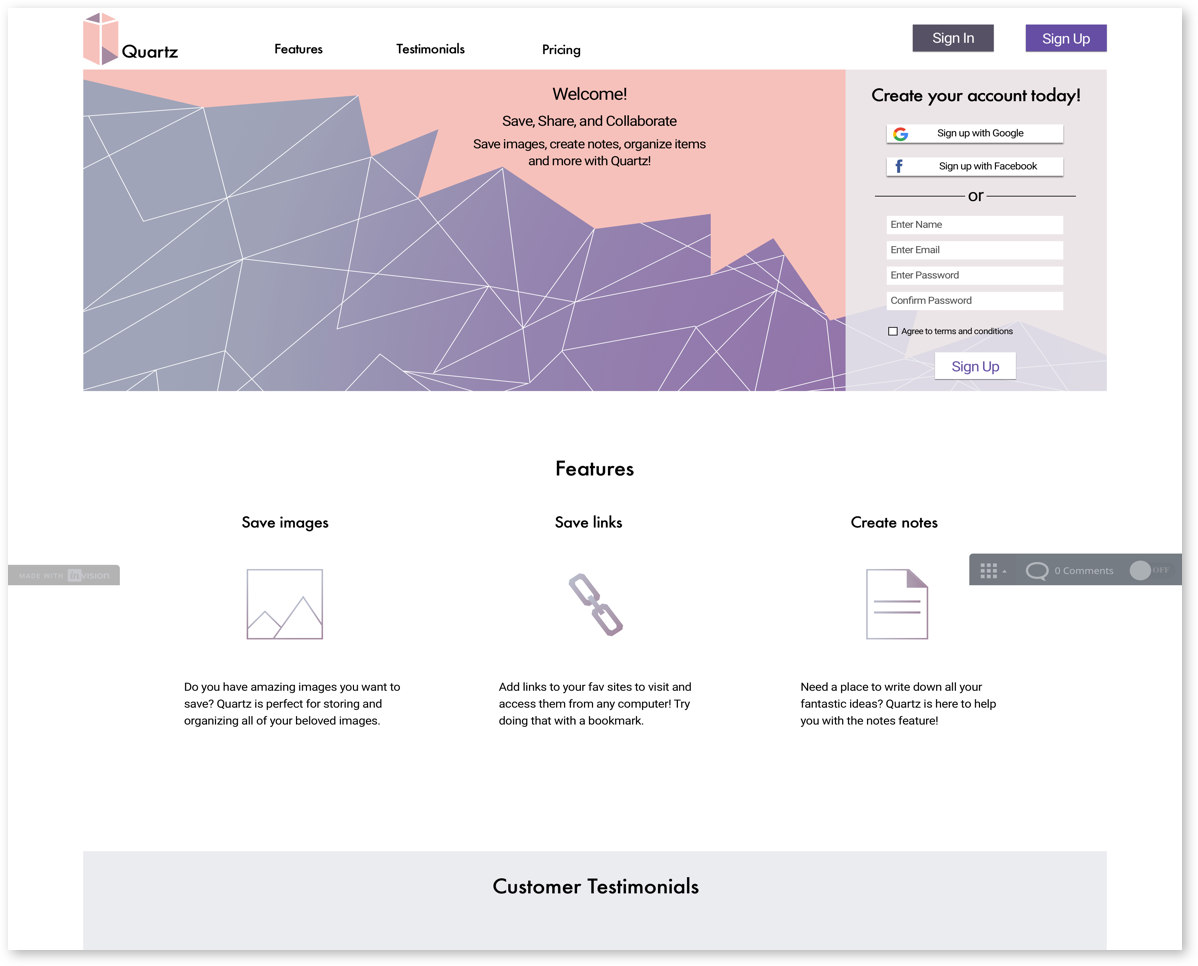 Quartz
Features
Testimonials
Pricing
Sign In
Sign Up
Welcome!
Save, Share, and Collaborate
Save images, create notes, organize items
and more with Quartz!
Create your account today!
Sign up with Google
f Sign up with Facebook
or
Enter Name
Enter Email
Enter Password
Confirm Password
Agree to terms and conditions
Sign Up
Features
Save images
Save links
Create notes
MADE WITH inVISION
0 Comments
OFF
Do you have amazing images you want to
save? Quartz is perfect for storing and
organizing all of your beloved images.
Add links to your fav sites to visit and
access them from any computer! Try
doing that with a bookmark.
Need a place to write down all your
fantastic ideas? Quartz is here to help
you with the notes feature!
Customer Testimonials